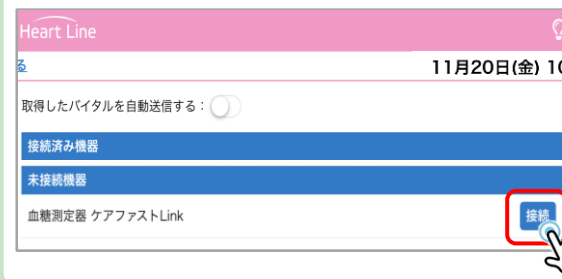 Heart Line
る
11月20日(金) 10
取得したバイタルを自動送信する：
接続済み機器
未接続機器
血糖測定器 ケアファストLink
接続